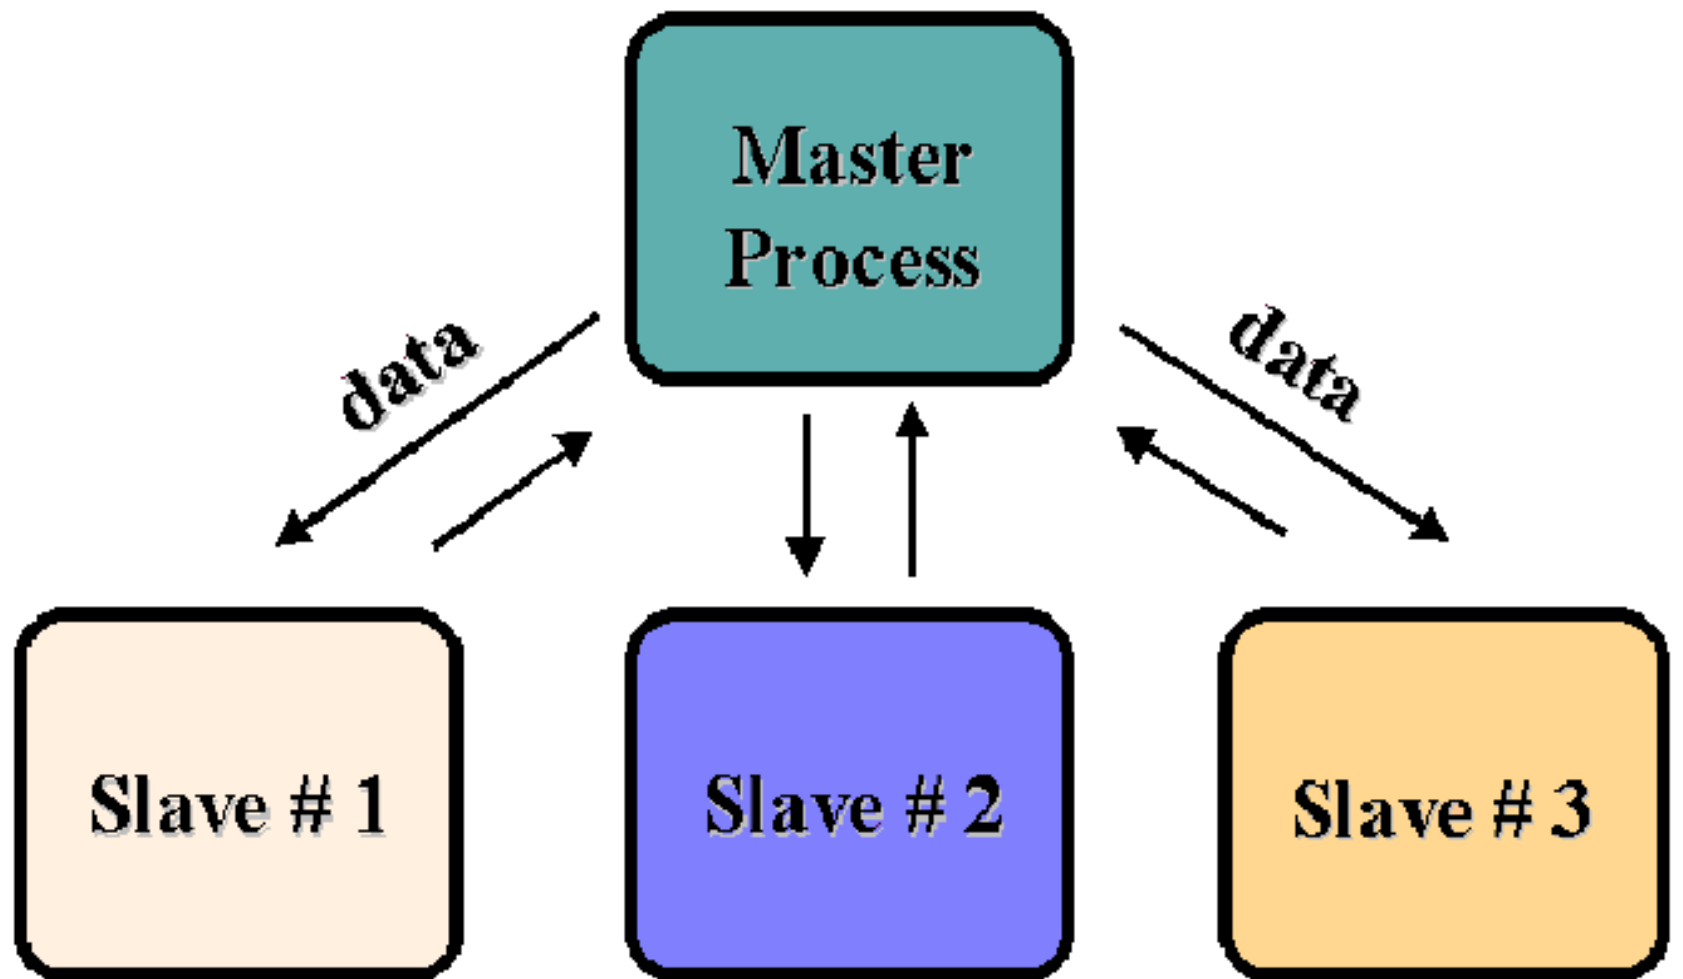 Master
Process
data
data
Slave # 1
Slave # 2
Slave # 3